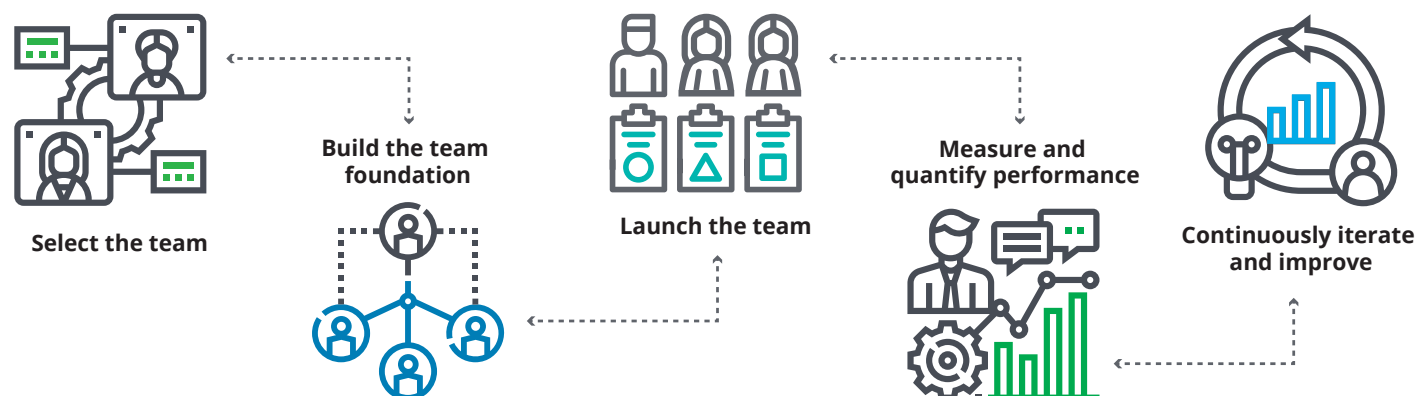 Select the team
Build the team
foundation
Launch the team
Measure and
quantify performance
Continuously iterate
and improve